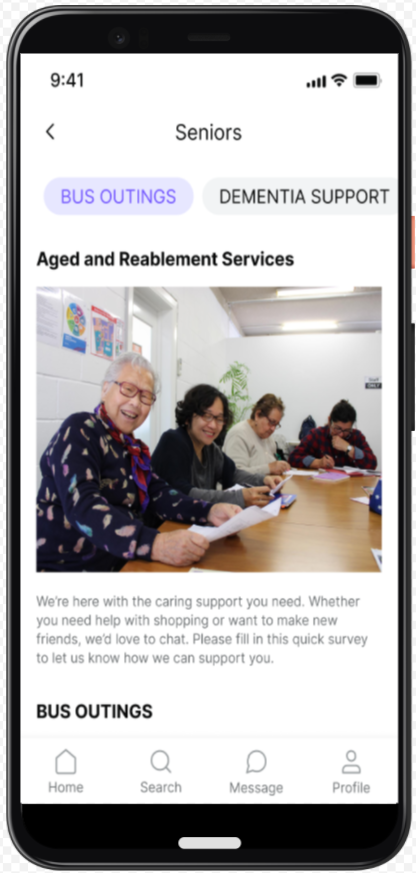 9:41
Seniors
BUS OUTINGS
DEMENTIA SUPPORT
Aged and Reablement Services
We're here with the caring support you need. Whether
you need help with shopping or want to make new
friends, we'd love to chat. Please fill in this quick survey
to let us know how we can support you.
BUS OUTINGS
Home
Search
Message
Profile